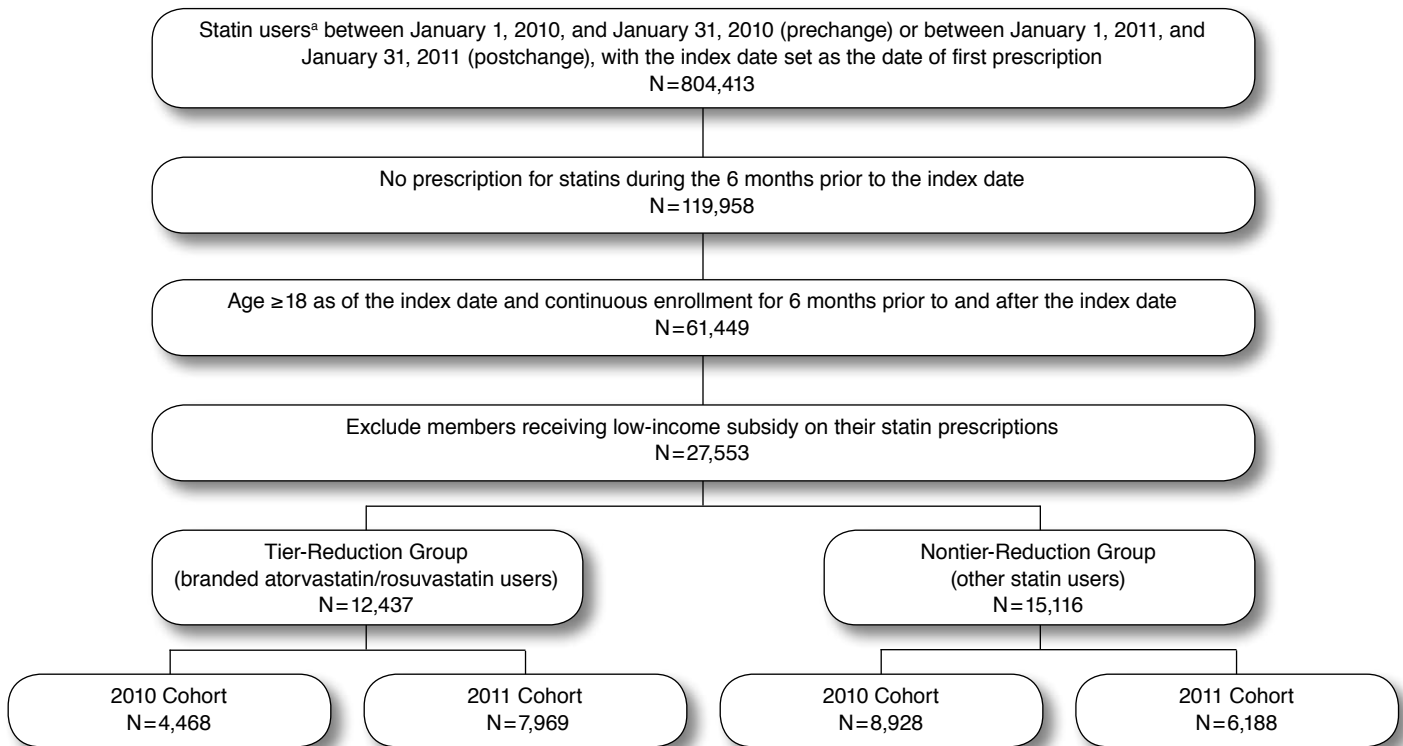 Statin usersᵃ between January 1, 2010, and January 31, 2010 (prechange) or between January 1, 2011, and
January 31, 2011 (postchange), with the index date set as the date of first prescription
N=804,413
No prescription for statins during the 6 months prior to the index date
N=119,958
Age ≥18 as of the index date and continuous enrollment for 6 months prior to and after the index date
N=61,449
Exclude members receiving low-income subsidy on their statin prescriptions
N=27,553
Tier-Reduction Group
(branded atorvastatin/rosuvastatin users)
N=12,437
Nontier-Reduction Group
(other statin users)
N=15,116
2010 Cohort
N=4,468
2011 Cohort
N=7,969
2010 Cohort
N=8,928
2011 Cohort
N=6,188